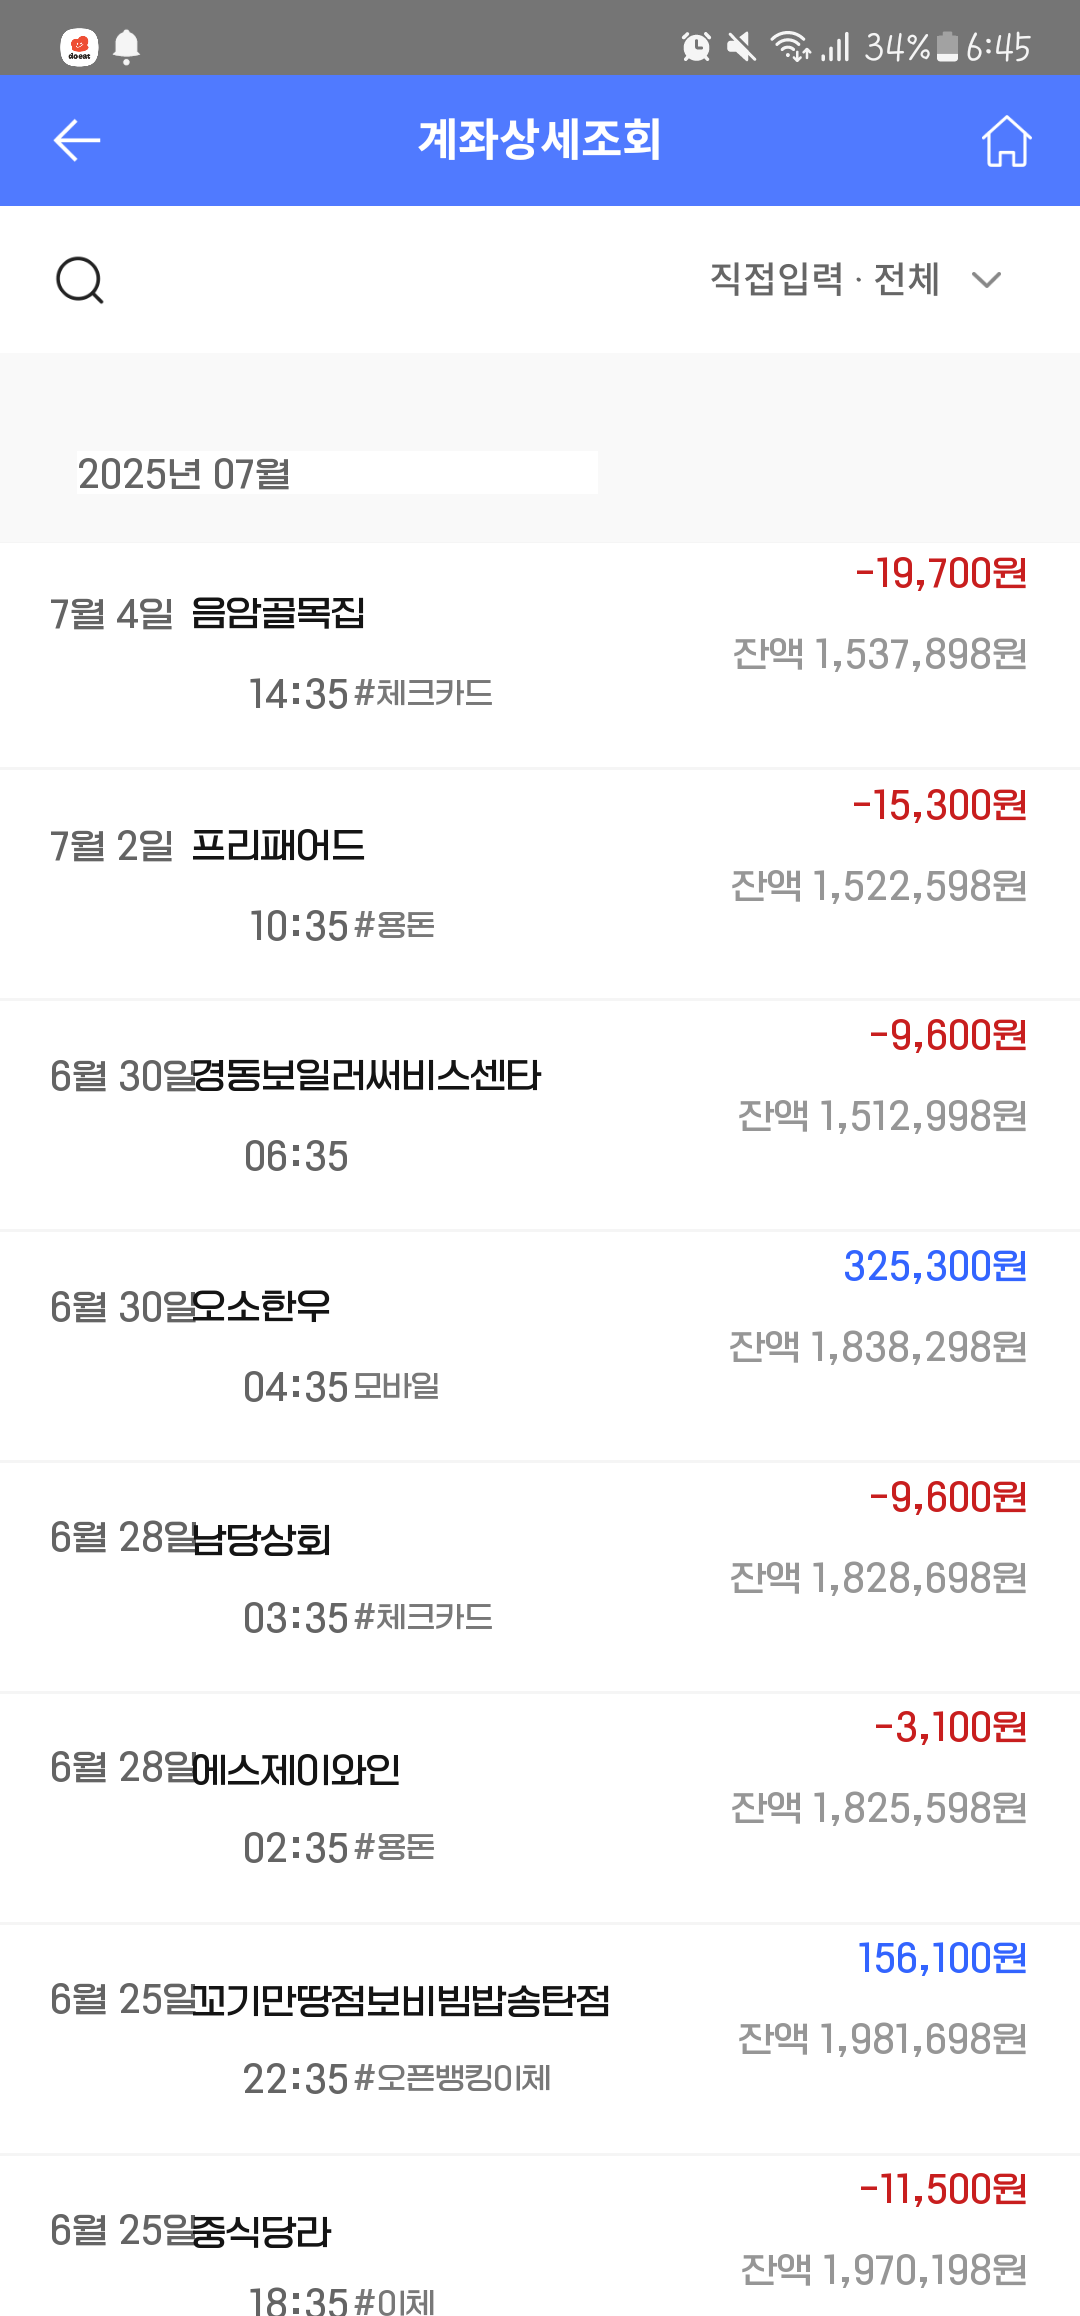 doeat
34% 6:45
계좌상세조회
직접입력 · 전체
2025년 07월
-19,700원
7월 4일 음암골목집
잔액 1,537,898원
14:35 #체크카드
-15,300원
7월 2일 프리패어드
잔액 1,522,598원
10:35 #용돈
-9,600원
6월 30일 경동보일러써비스센타
잔액 1,512,998원
06:35
325,300원
6월 30일 오소한우
잔액 1,838,298원
04:35 모바일
-9,600원
6월 28일 남당상회
잔액 1,828,698원
03:35 #체크카드
-3,100원
6월 28일 에스제이와인
잔액 1,825,598원
02:35 #용돈
156,100원
6월 25일 꼬기만땅점보비빔밥송탄점
잔액 1,981,698원
22:35 #오픈뱅킹이체
-11,500원
6월 25일 중식당라
잔액 1,970,198원
18:35 #이체